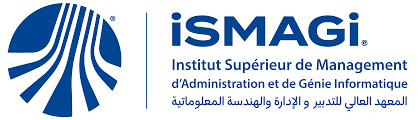 iSMAGi®
Institut Supérieur de Management
d'Administration et de Génie Informatique
المعهد العالي للتدبير و الإدارة والهندسة المعلوماتية